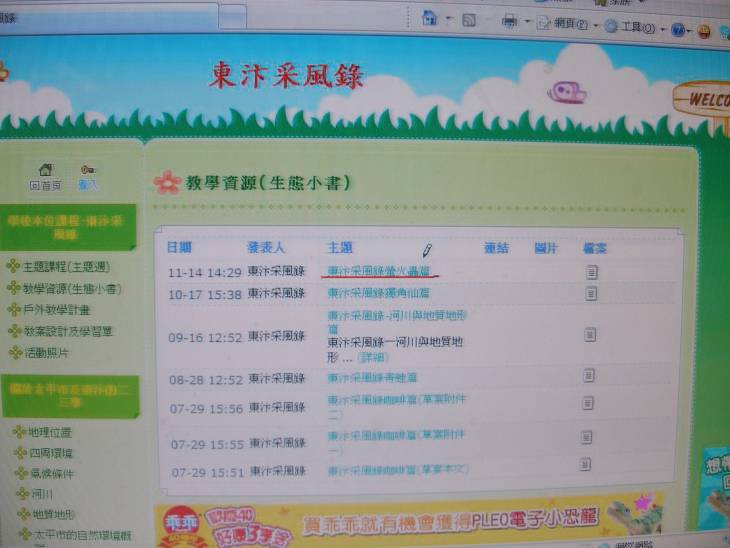 風錄
網頁(P)
工具(O)
東汴采風錄
WELCO
回首頁
登入
教學資源(生態小書)
學校本位課程-東汴采
風錄
主題課程(主題週)
教學資源(生態小書)
戶外教學計畫
教案設計及學習單
活動照片
日期 發表人 主題 連結 圖片 檔案
11-14 14:29 東汴采風錄 東汴采風錄螢火蟲篇
10-17 15:38 東汴采風錄 東汴采風錄獨角仙篇
東汴采風錄-河川與地質地形
篇
09-16 12:52 東汴采風錄 東汴采風錄—河川與地質地
形 ... (詳細)
08-28 12:52 東汴采風錄 東汴采風錄青蛙篇
07-29 15:56 東汴采風錄 東汴采風錄咖啡篇(草案附件
二)
07-29 15:55 東汴采風錄 東汴采風錄咖啡篇(草案附件
一)
07-29 15:51 東汴采風錄 東汴采風錄咖啡篇(草案本文)
地理位置
四周環境
氣候條件
河川
地質地形
太平市的自然環境概
乖乖
歡慶40
買乖乖就有機會獲得PLEO電子小恐龍
想得